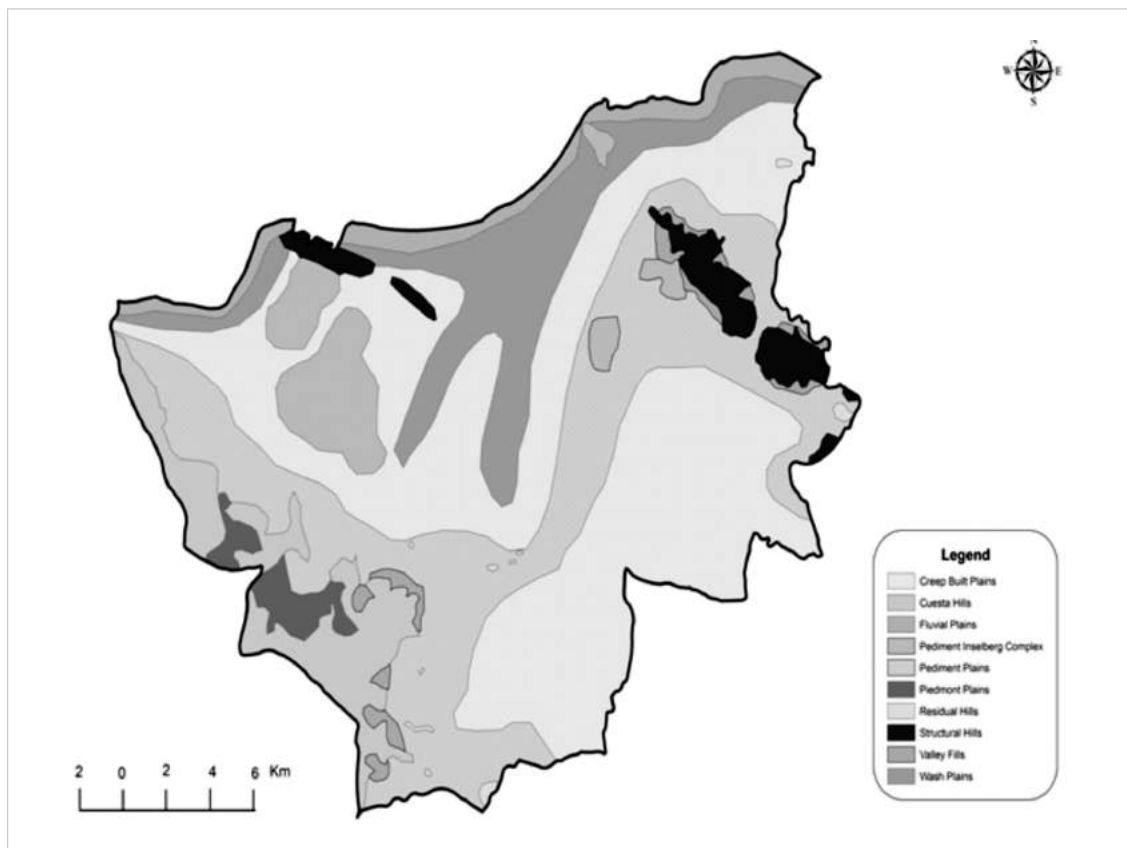 N
W E
S
Legend
Creep Built Plains
Cuesta Hills
Fluvial Plains
Pediment Inselberg Complex
Pediment Plains
Piedmont Plains
Residual Hills
Structural Hills
Valley Fills
Wash Plains
2 0 2 4 6 Km